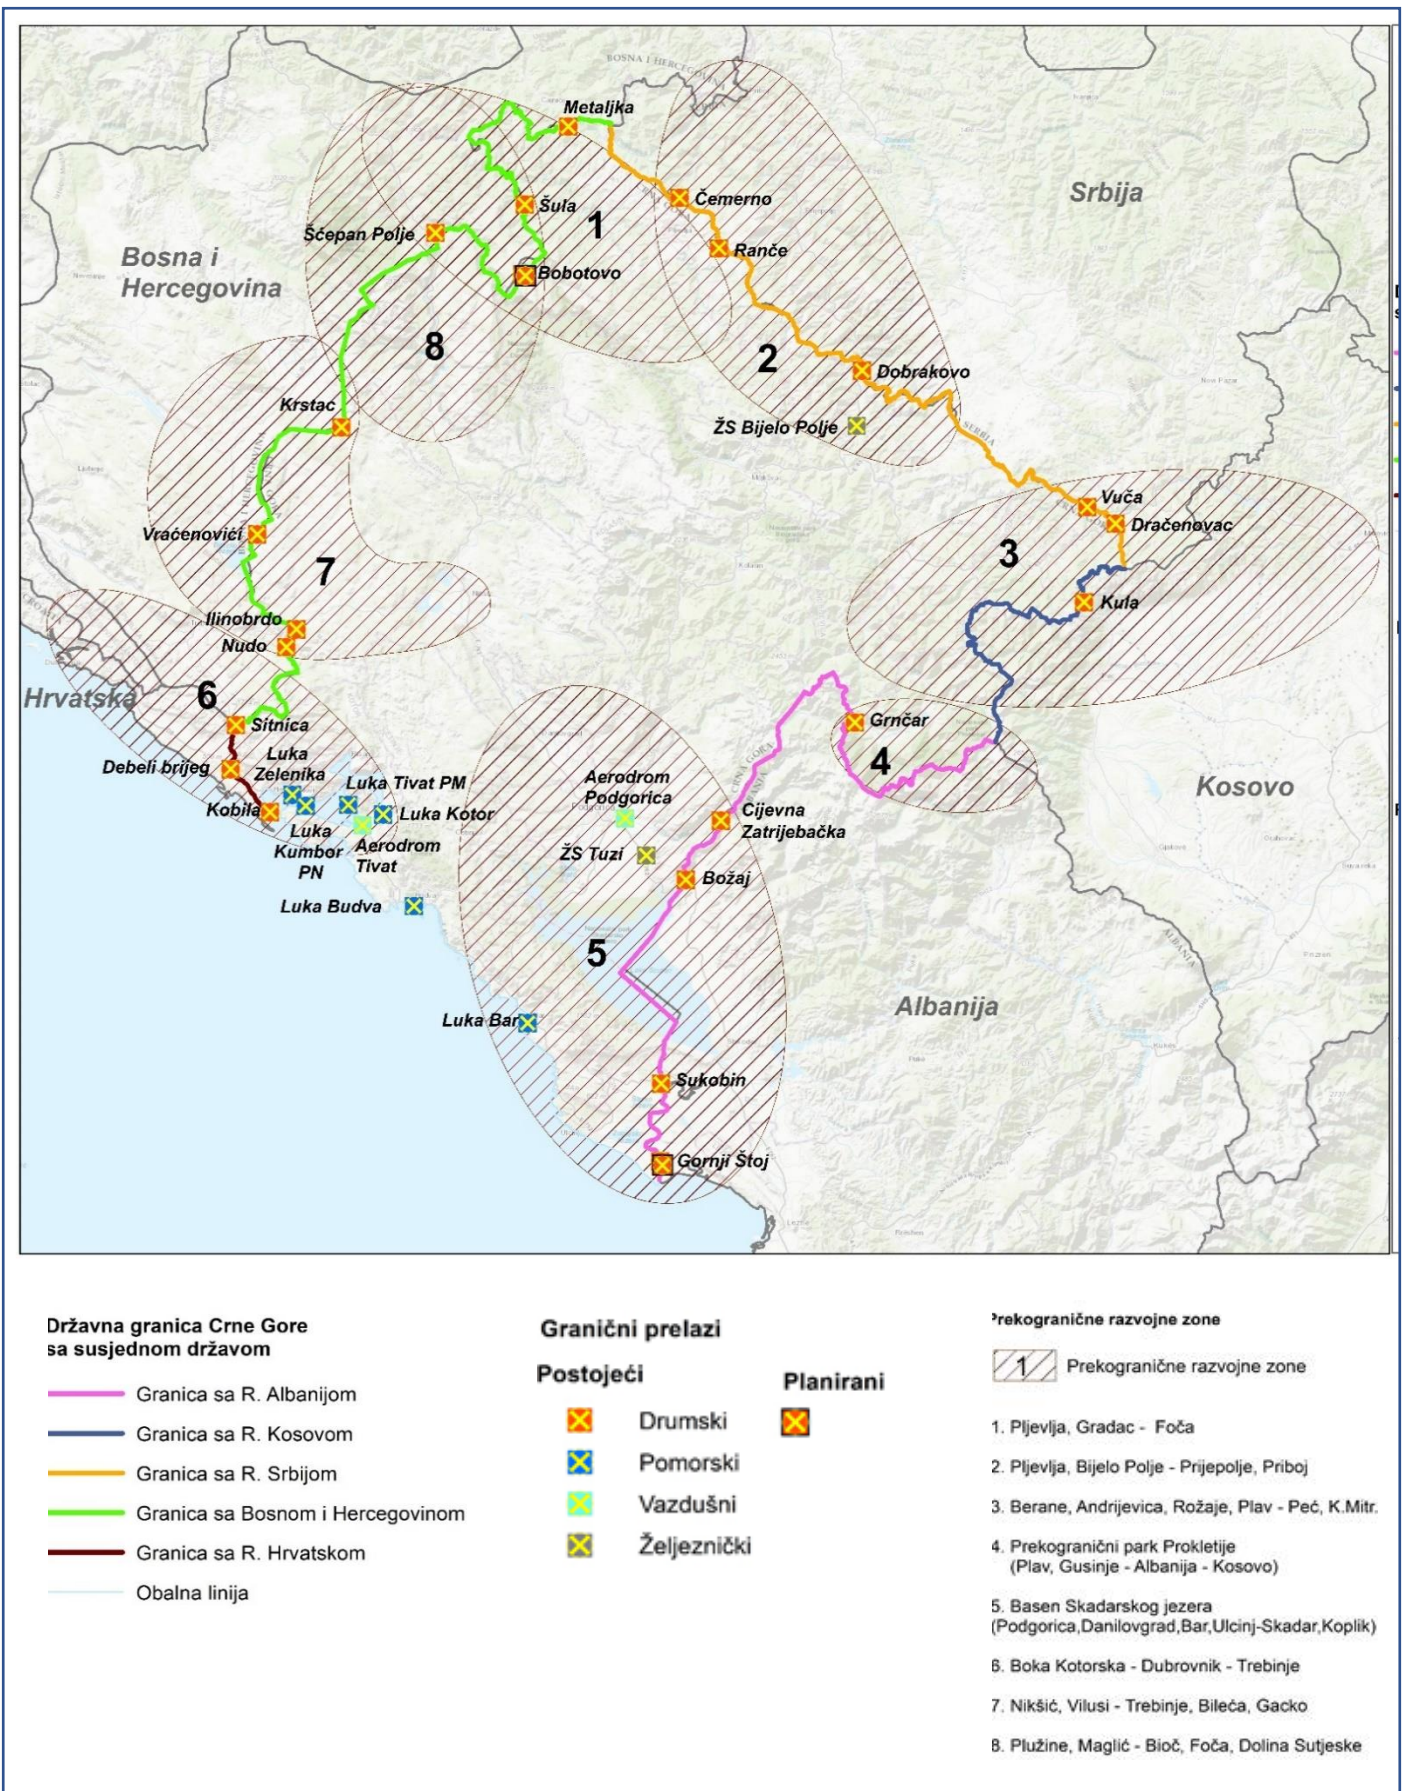 BOSNA I HERCEGOVINA
Metaljka
Srbija
Čemerno
Šula
1
Šćepan Polje
Ranče
Bosna i
Hercegovina
Bobotovo
8
2
Dobrakovo
Krstac
ŽS Bijelo Polje
SERBIA
Vuča
Dračenovac
Vraćenovići
3
7
Kula
CROATIA
Ilinobrdo
Nudo
Hrvatska
6
Grnčar
Sitnica
4
Luka
Zelenika
Debeli brijeg
Aerodrom
Podgorica
CRNA GORA
Kosovo
Luka Tivat PM
Kobila
Luka Kotor
Cijevna
Zatrijebačka
Luka
Kumbor
PN
Aerodrom
Tivat
ŽS Tuzi
Božaj
Luka Budva
5
ALBANIA
Albanija
Luka Bar
Sukobin
Gornji Štoj
Državna granica Crne Gore
sa susjednom državom
Granica sa R. Albanijom
Granica sa R. Kosovom
Granica sa R. Srbijom
Granica sa Bosnom i Hercegovinom
Granica sa R. Hrvatskom
Obalna linija
Granični prelazi
Postojeći
Planirani
Drumski
Pomorski
Vazdušni
Željeznički
Prekogranične razvojne zone
1 Prekogranične razvojne zone
1. Pljevlja, Gradac - Foča
2. Pljevlja, Bijelo Polje - Prijepolje, Priboj
3. Berane, Andrijevica, Rožaje, Plav - Peć, K.Mitr.
4. Prekogranični park Prokletije
(Plav, Gusinje - Albanija - Kosovo)
5. Basen Skadarskog jezera
(Podgorica,Danilovgrad,Bar,Ulcinj-Skadar,Koplik)
6. Boka Kotorska - Dubrovnik - Trebinje
7. Nikšić, Vilusi - Trebinje, Bileća, Gacko
8. Plužine, Maglić - Bioč, Foča, Dolina Sutjeske